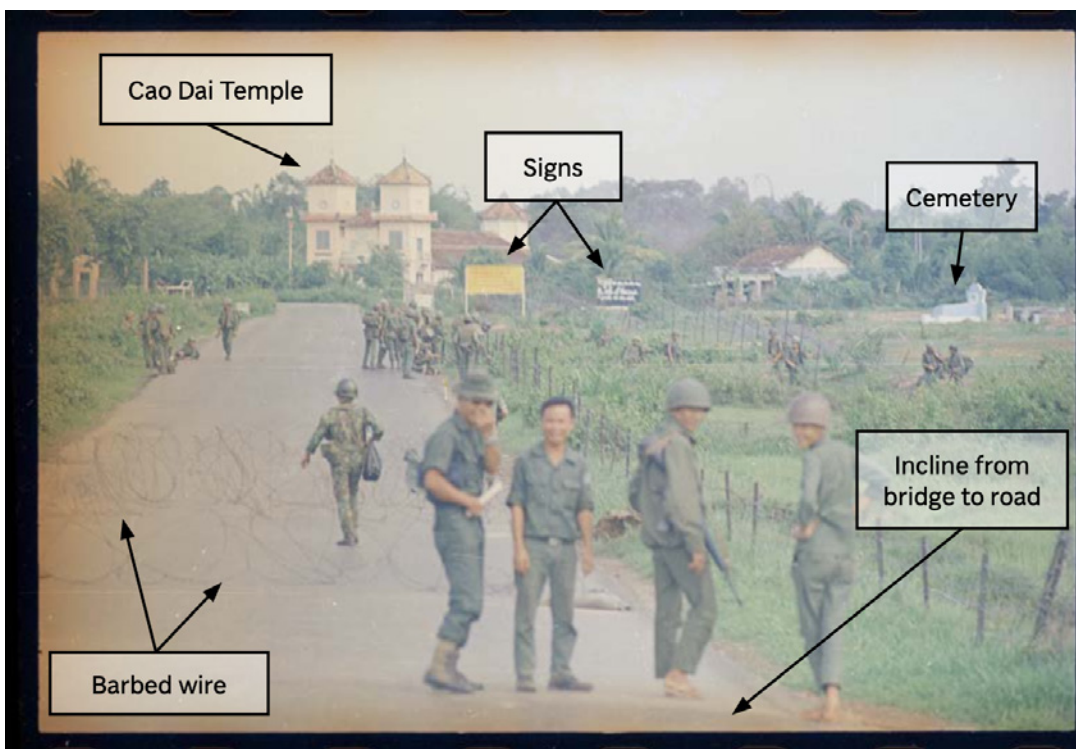 Cao Dai Temple
Signs
Cemetery
Incline from
bridge to road
Barbed wire